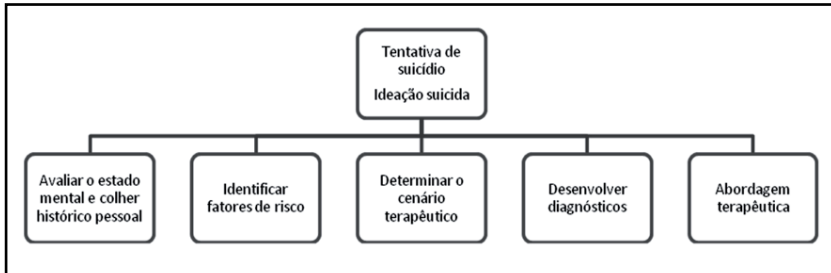 Tentativa de
suicídio
Ideação suicida
Avaliar o estado
mental e colher
histórico pessoal
Identificar
fatores de risco
Determinar o
cenário
terapêutico
Desenvolver
diagnósticos
Abordagem
terapêutica